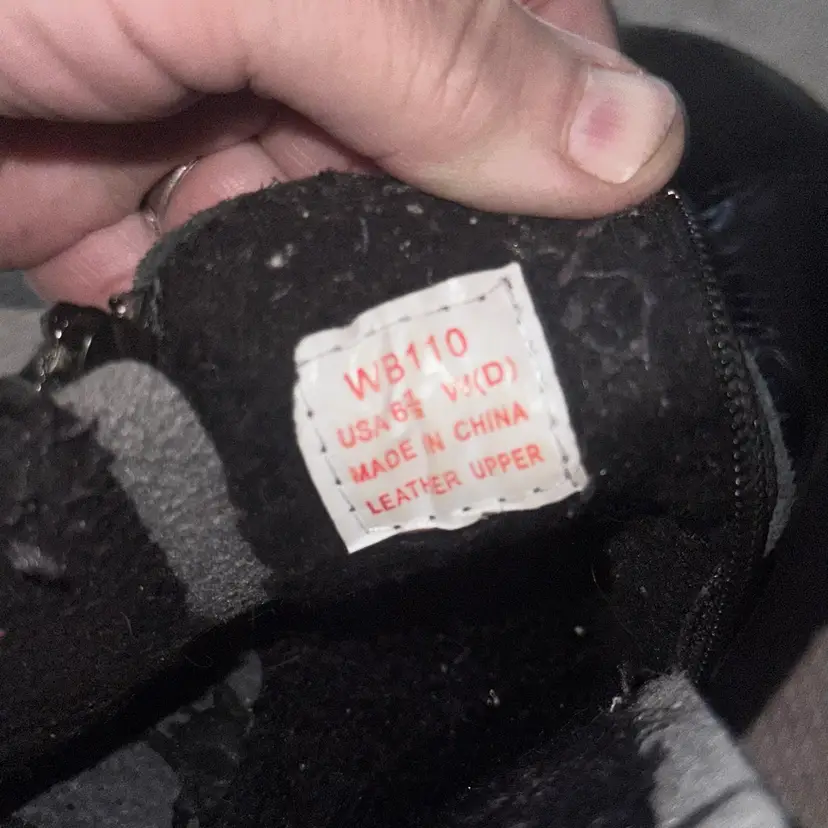 WB110
USA 6½ W(D)
MADE IN CHINA
LEATHER UPPER